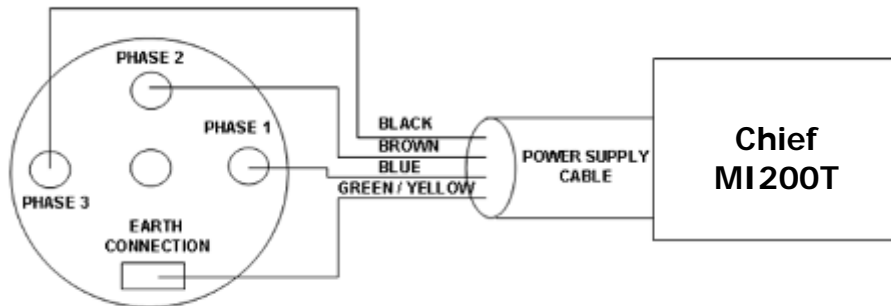 PHASE 2
PHASE 1
PHASE 3
EARTH
CONNECTION
BLACK
BROWN
BLUE
GREEN / YELLOW
POWER SUPPLY
CABLE
Chief
MI200T